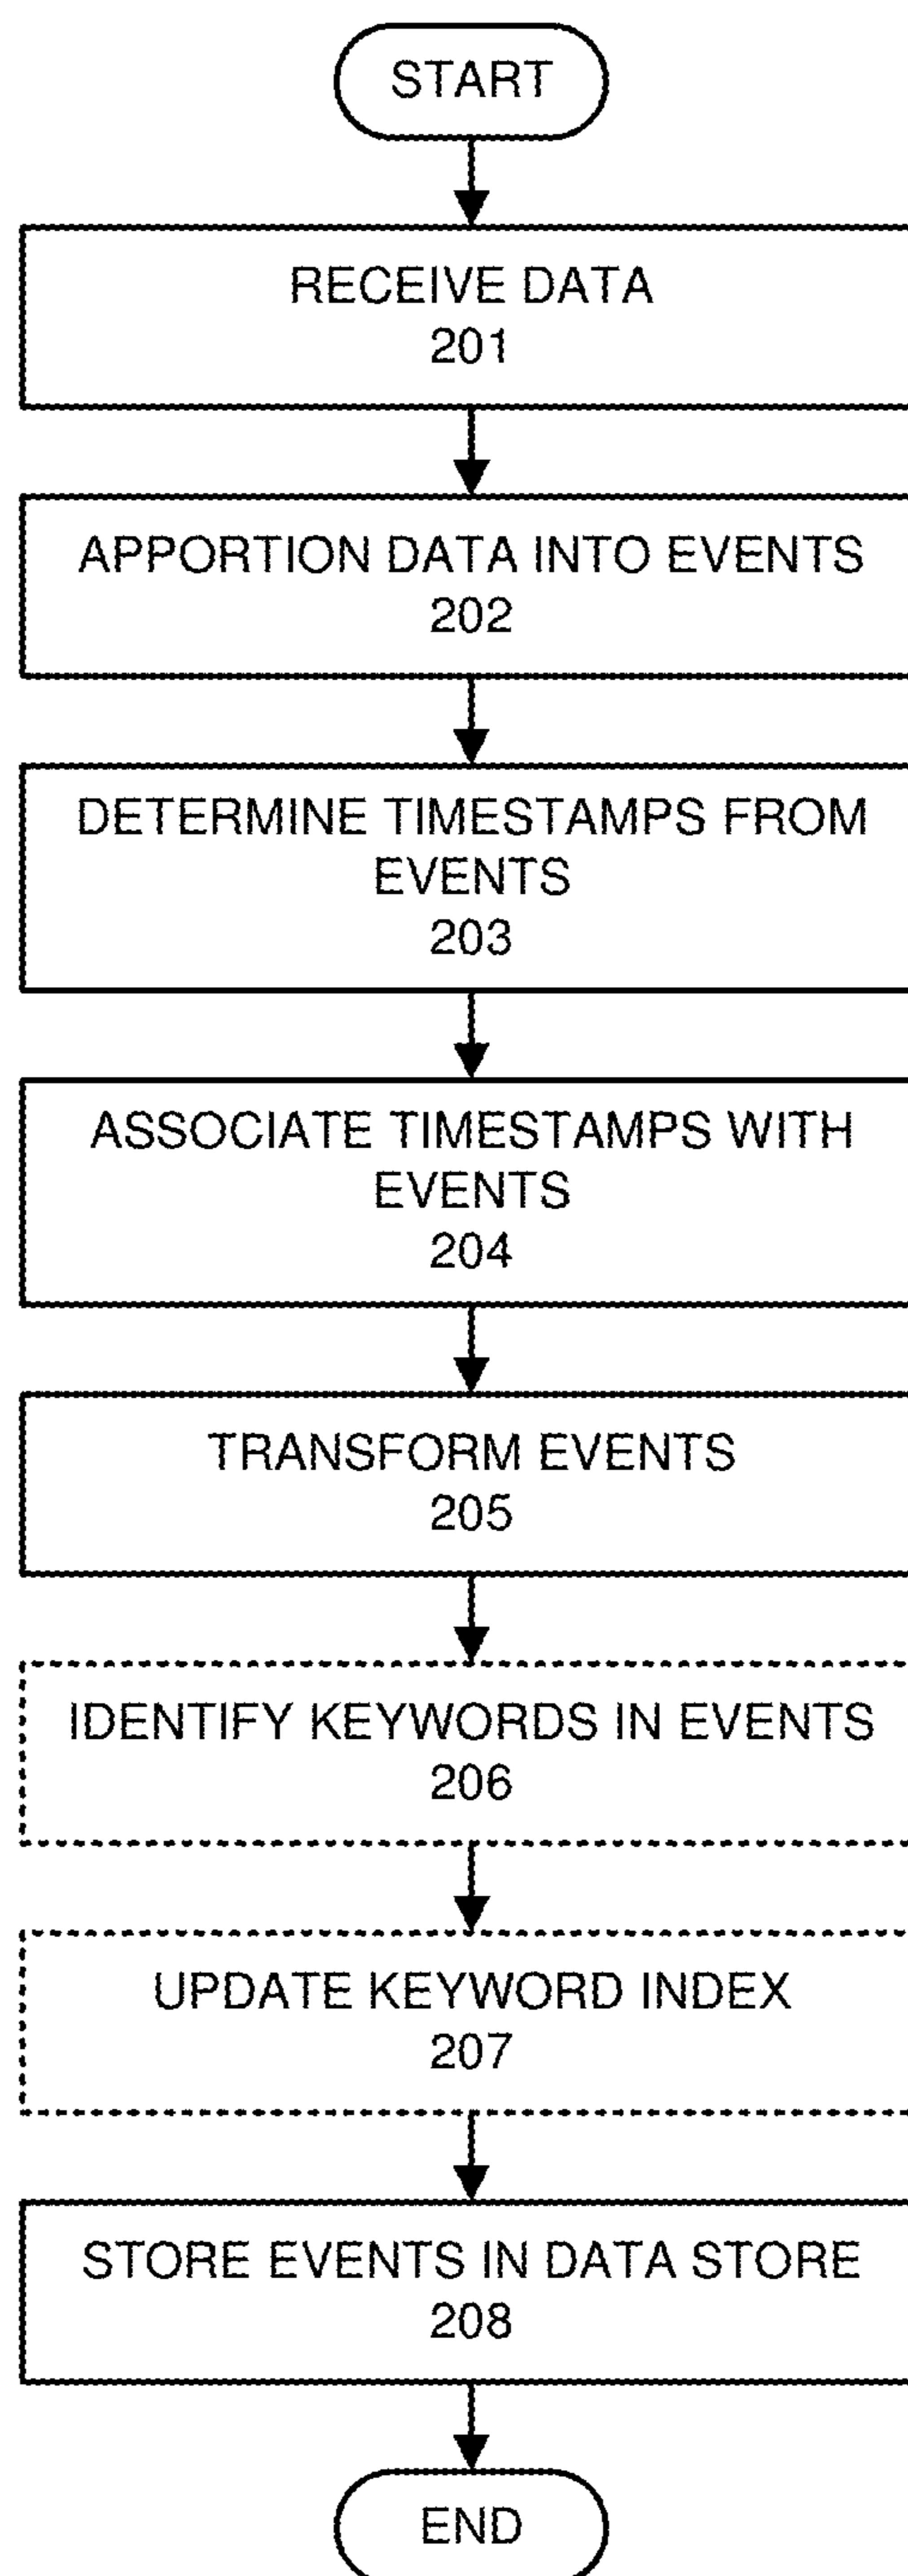 START
RECEIVE DATA
201
APPORTION DATA INTO EVENTS
202
DETERMINE TIMESTAMPS FROM
EVENTS
203
ASSOCIATE TIMESTAMPS WITH
EVENTS
204
TRANSFORM EVENTS
205
IDENTIFY KEYWORDS IN EVENTS
206
UPDATE KEYWORD INDEX
207
STORE EVENTS IN DATA STORE
208
END